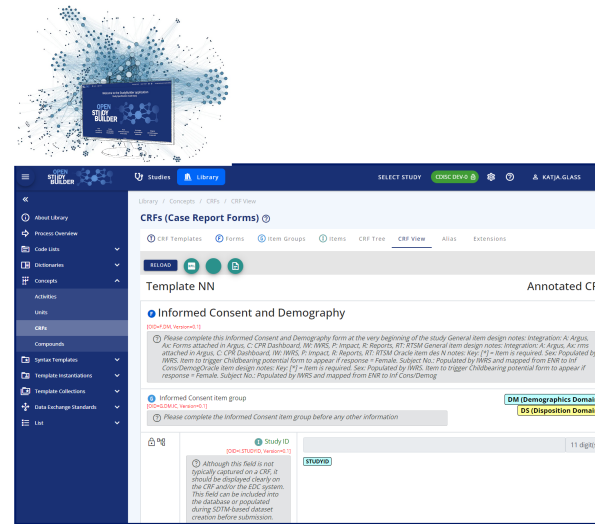 Welcome to the StudyBuilder application
OPEN
STUDY
BUILDER
OPEN
STUDY
BUILDER
Studies
Library
SELECT STUDY
CDISC DEV-0
KATJA.GLASS
About Library
Process Overview
Code Lists
Dictionaries
Concepts
Activities
Units
CRFs
Compounds
Syntax Templates
Template Instantiations
Template Collections
Data Exchange Standards
List
Library / Concepts / CRFs / CRF View
CRFs (Case Report Forms)
CRF Templates
Forms
Item Groups
Items
CRF Tree
CRF View
Alias
Extensions
RELOAD
Template NN
Annotated CR
Informed Consent and Demography
[OID=F.DM, Version=0.1]
Please complete this Informed Consent and Demography form at the very beginning of the study General item design notes: Integration: A: Argus,
Ax: Forms attached in Argus, C: CPR Dashboard, IW: IWRS, P: Impact, R: Reports, RT: RTSM General item design notes: Integration: A: Argus, Ax: rms
attached in Argus, C: CPR Dashboard, IW: IWRS, P: Impact, R: Reports, RT: RTSM Oracle item des N notes: Key: [*] = Item is required. Sex: Populated by
IWRS. Item to trigger Childbearing potential form to appear if response = Female. Subject No.: Populated by IWRS and mapped from ENR to Inf
Cons/DemogOracle item design notes: Key: [*] = Item is required. Sex: Populated by IWRS. Item to trigger Childbearing potential form to appear if
response = Female. Subject No.: Populated by IWRS and mapped from ENR to Inf Cons/Demog
Informed Consent item group
[OID=G.DM.IC, Version=0.1]
DM (Demographics Domai
DS (Disposition Domai
Please complete the Informed Consent item group before any other information
Study ID
[OID=I.STUDYID, Version=0.1]
11 digit(s
STUDYID
Although this field is not
typically captured on a CRF, it
should be displayed clearly on
the CRF and/or the EDC system.
This field can be included into
the database or populated
during SDTM-based dataset
creation before submission.